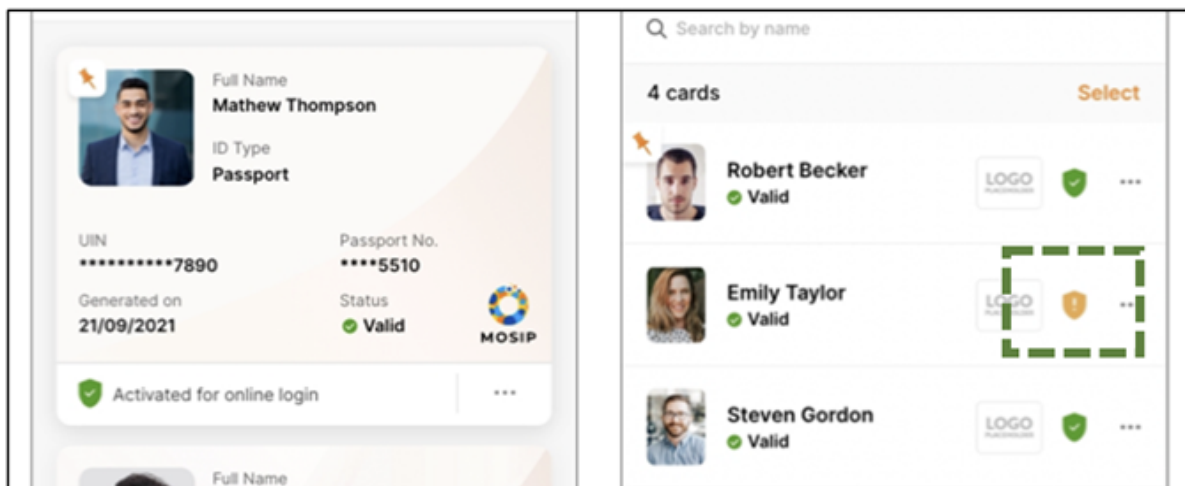 Full Name
Mathew Thompson
ID Type
Passport
UIN
**********7890
Passport No.
****5510
Generated on
21/09/2021
Status
Valid
MOSIP
Activated for online login
Full Name
Search by name
4 cards
Select
Robert Becker
Valid
LOGO
PLACEHOLDER
Emily Taylor
Valid
LOGO
Steven Gordon
Valid
LOGO
PLACEHOLDER